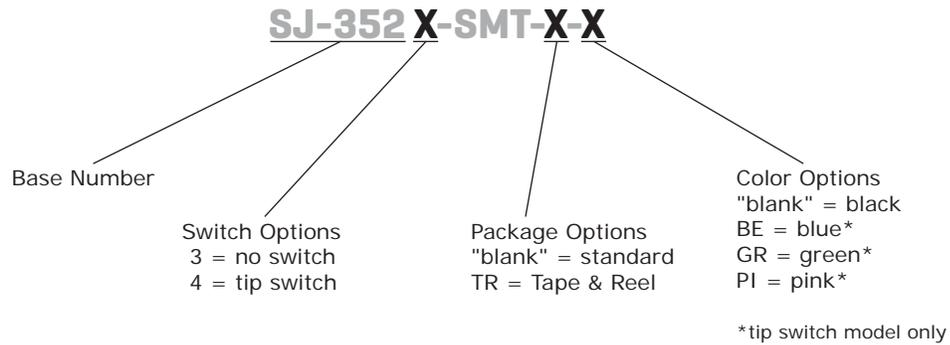 SJ-352 X-SMT-X-X
Base Number
Switch Options
3 = no switch
4 = tip switch
Package Options
"blank" = standard
TR = Tape & Reel
Color Options
"blank" = black
BE = blue*
GR = green*
PI = pink*
*tip switch model only